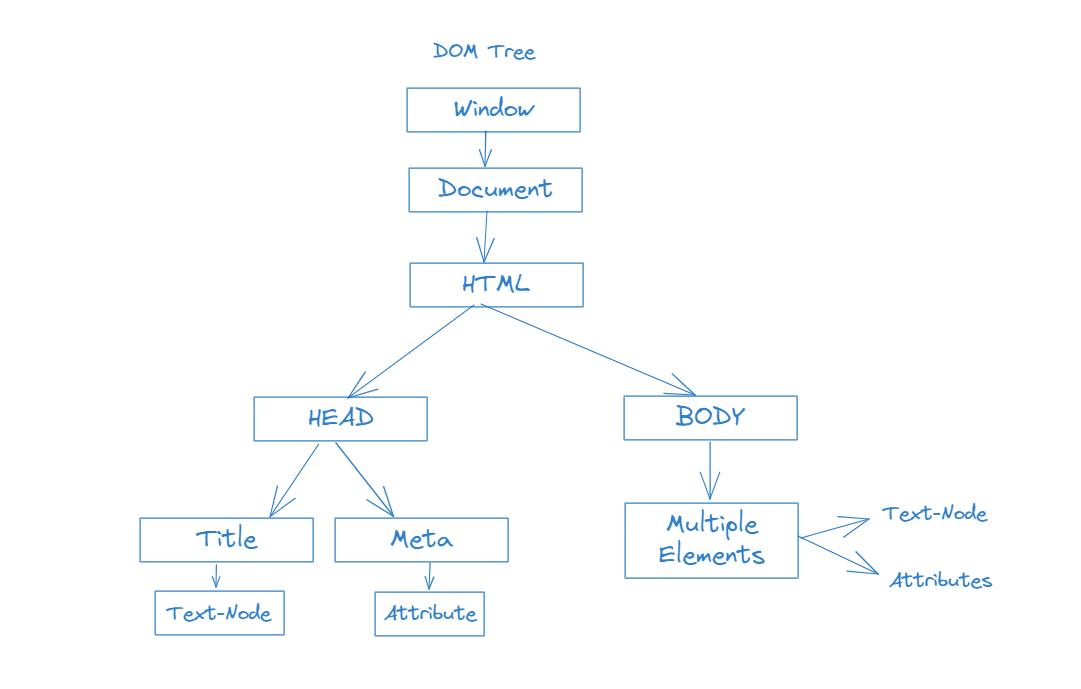 DOM Tree
Window
Document
HTML
HEAD
BODY
Title
Meta
Multiple
Elements
Text-Node
Attributes
Text-Node
Attribute